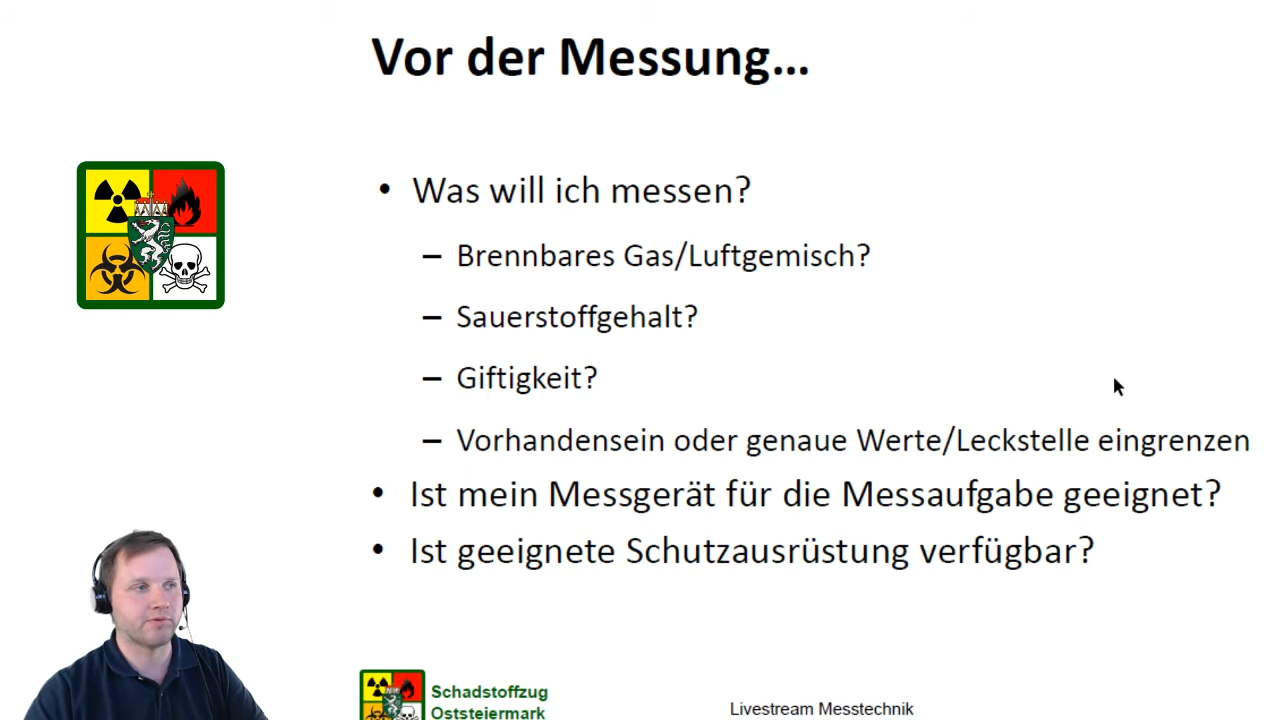 Vor der Messung...
• Was will ich messen?
– Brennbares Gas/Luftgemisch?
– Sauerstoffgehalt?
– Giftigkeit?
– Vorhandensein oder genaue Werte/Leckstelle eingrenzen
• Ist mein Messgerät für die Messaufgabe geeignet?
• Ist geeignete Schutzausrüstung verfügbar?
Schadstoffzug
Oststeiermark
Livestream Messtechnik